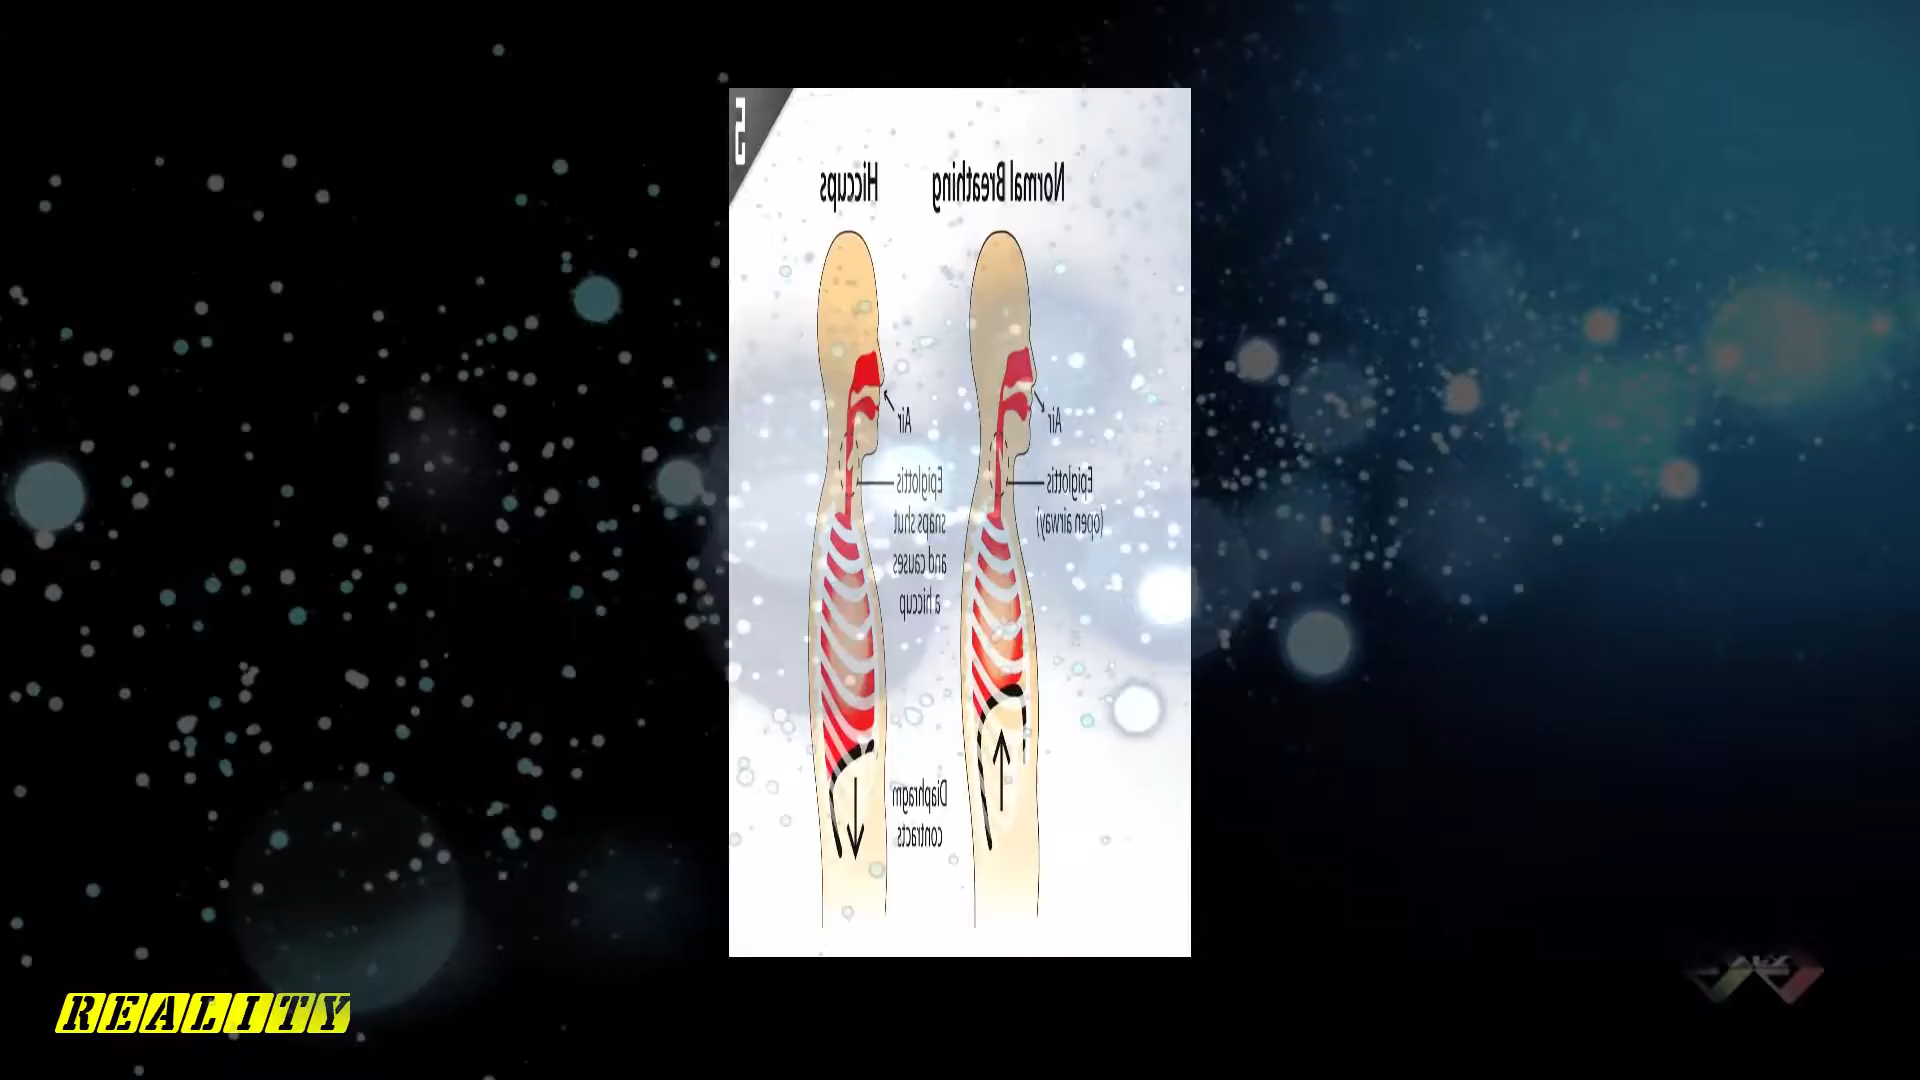 5
Hiccups
Normal Breathing
Air
Air
Epiglottis
snaps shut
and causes
a hiccup
Epiglottis
(open airway)
Diaphragm
contracts
REALITY